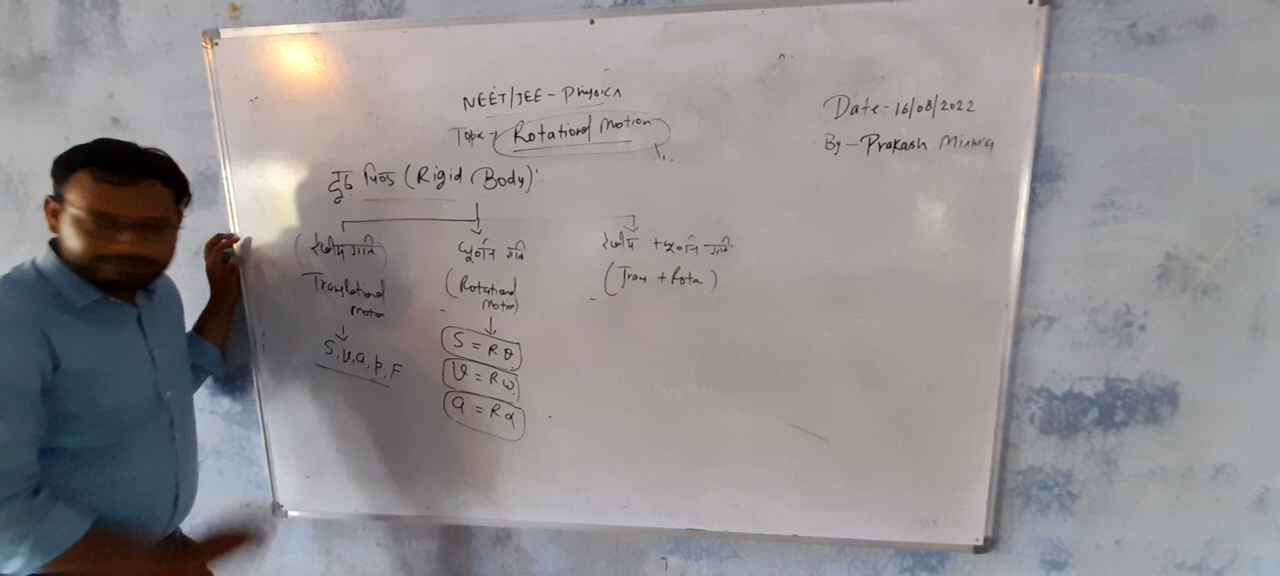 NEET/JEE - Physics
Topic → Rotational Motion
Date - 16/08/2022
By - Prakash Mishra
दृढ़ पिण्ड (Rigid Body)
(रेखीय गति)
Translational
Motion
↓
S, v, a, p, F
घूर्णन गति
(Rotational
Motion)
↓
S = Rθ
v = Rω
a = Rα
रेखीय + घूर्णन गति
(Trans + Rota)